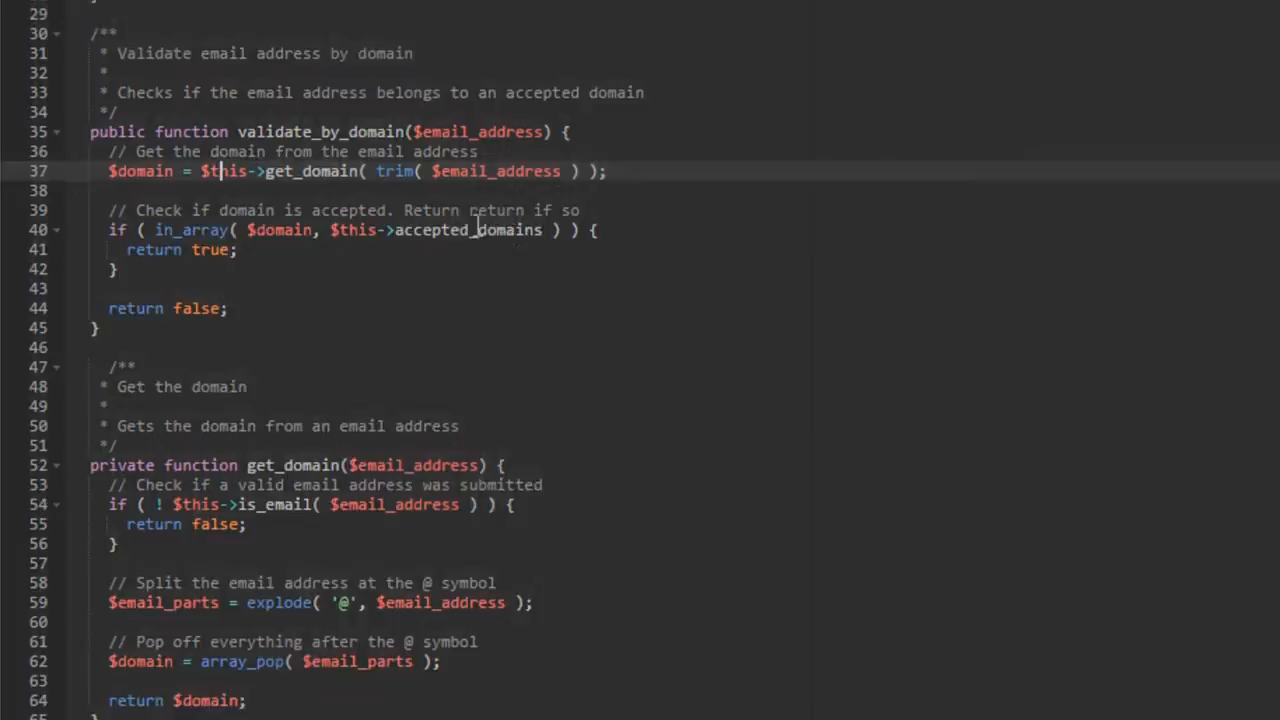 29
30 /**
31 * Validate email address by domain
32 *
33 * Checks if the email address belongs to an accepted domain
34 */
35 public function validate_by_domain($email_address) {
36 // Get the domain from the email address
37 $domain = $this->get_domain( trim( $email_address ) );
38
39 // Check if domain is accepted. Return return if so
40 if ( in_array( $domain, $this->accepted_domains ) ) {
41 return true;
42 }
43
44 return false;
45 }
46
47 /**
48 * Get the domain
49 *
50 * Gets the domain from an email address
51 */
52 private function get_domain($email_address) {
53 // Check if a valid email address was submitted
54 if ( ! $this->is_email( $email_address ) ) {
55 return false;
56 }
57
58 // Split the email address at the @ symbol
59 $email_parts = explode( '@', $email_address );
60
61 // Pop off everything after the @ symbol
62 $domain = array_pop( $email_parts );
63
64 return $domain;
65 }